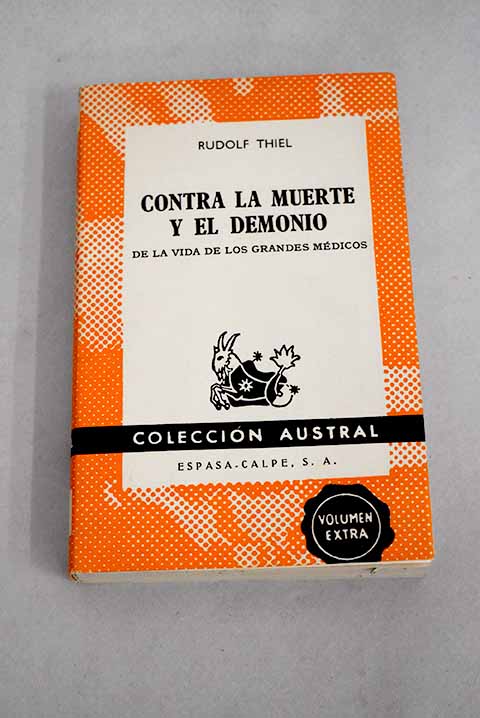 RUDOLF THIEL
CONTRA LA MUERTE
Y EL DEMONIO
DE LA VIDA DE LOS GRANDES MÉDICOS
COLECCIÓN AUSTRAL
ESPASA-CALPE, S. A.
VOLUMEN
EXTRA